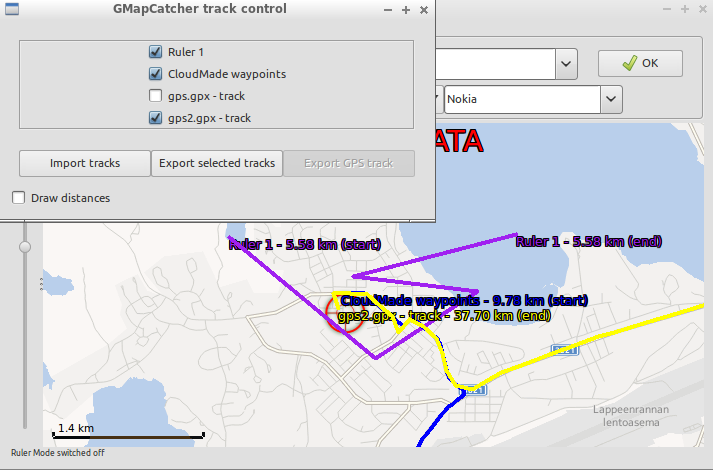 GMapCatcher track control
Ruler 1
CloudMade waypoints
gps.gpx - track
gps2.gpx - track
Import tracks
Export selected tracks
Export GPS track
Draw distances
OK
Nokia
ATA
Ruler 1 - 5.58 km (start)
Ruler 1 - 5.58 km (end)
CloudMade waypoints - 9.78 km (start)
gps2.gpx - track - 37.70 km (end)
Lappeenrannan
lentoasema
1.4 km
Ruler Mode switched off